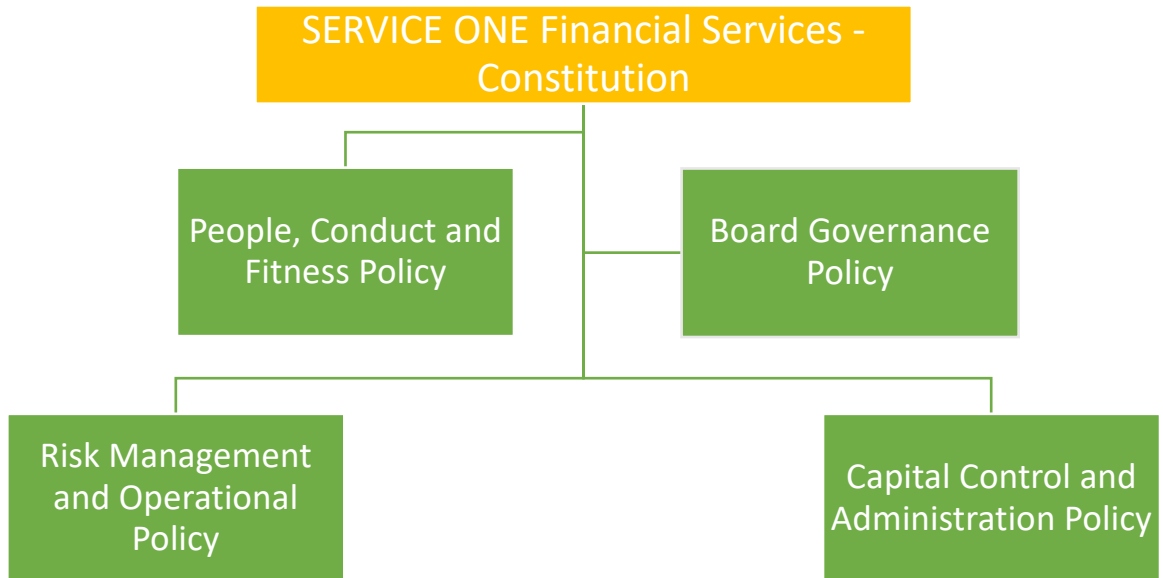 SERVICE ONE Financial Services -
Constitution
People, Conduct and
Fitness Policy
Board Governance
Policy
Risk Management
and Operational
Policy
Capital Control and
Administration Policy